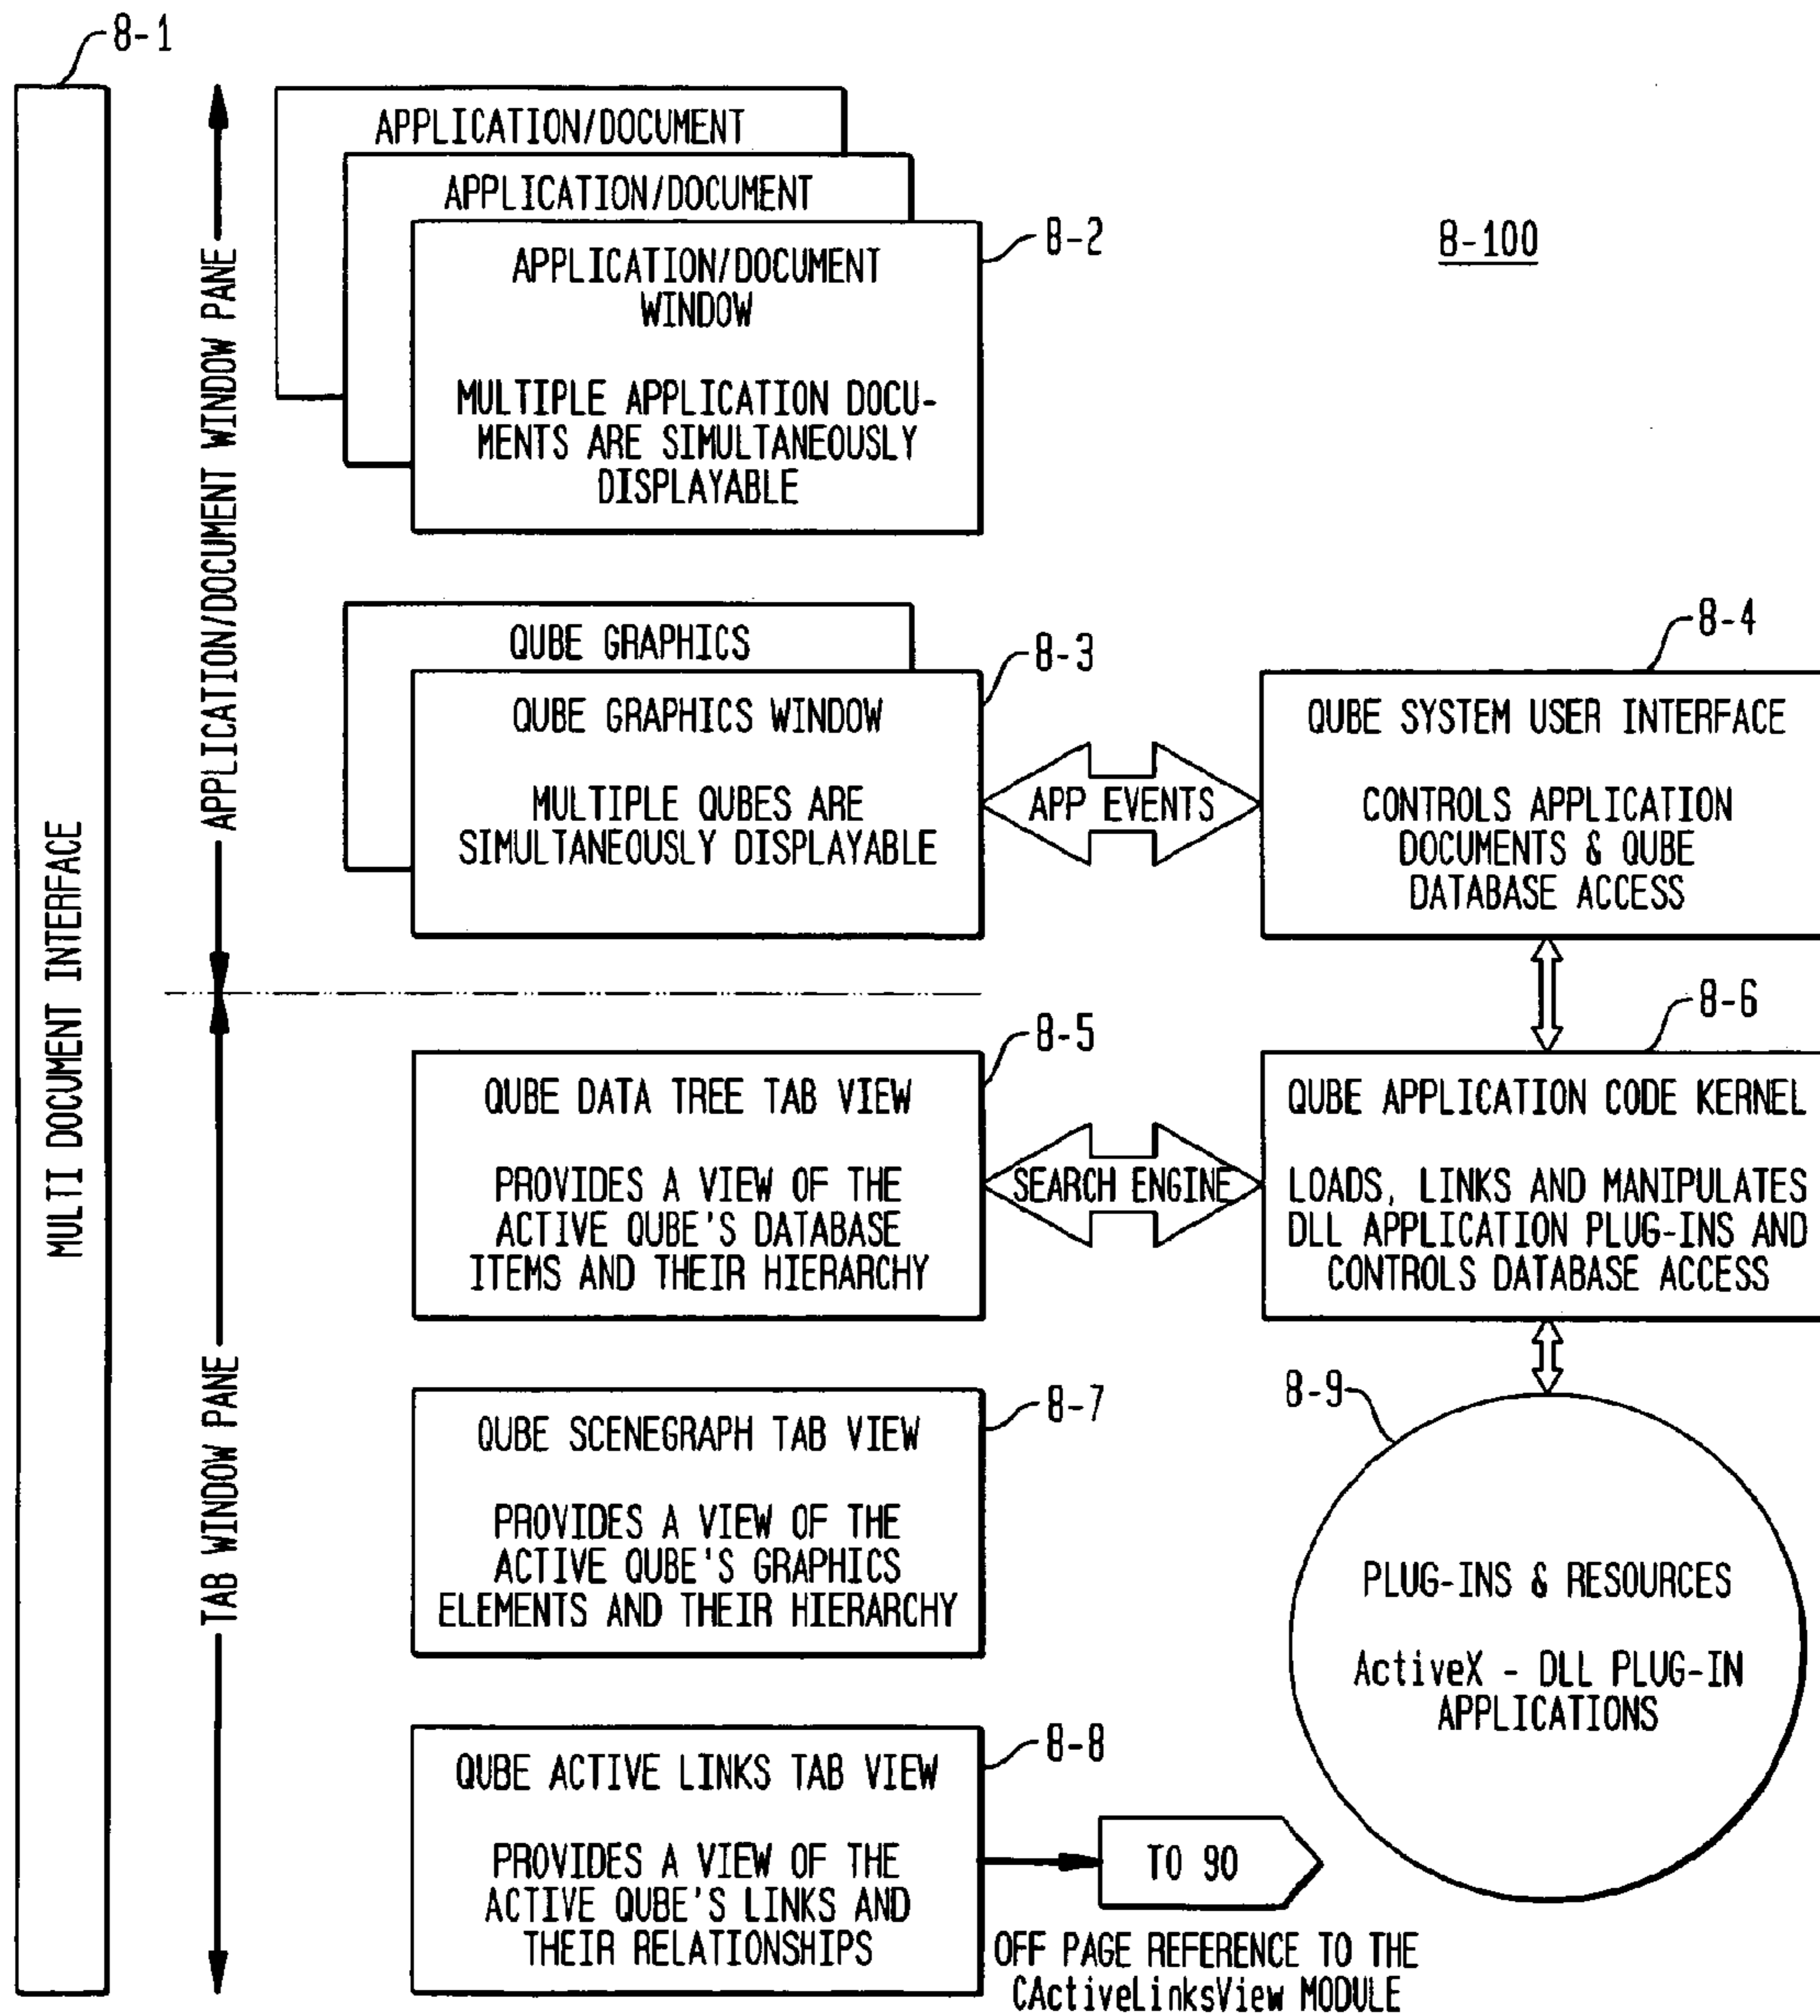 8-1
MULTI DOCUMENT INTERFACE
APPLICATION/DOCUMENT WINDOW PANE
TAB WINDOW PANE
APPLICATION/DOCUMENT
APPLICATION/DOCUMENT
8-2
APPLICATION/DOCUMENT
WINDOW
MULTIPLE APPLICATION DOCU-
MENTS ARE SIMULTANEOUSLY
DISPLAYABLE
8-100
QUBE GRAPHICS
8-3
QUBE GRAPHICS WINDOW
MULTIPLE QUBES ARE
SIMULTANEOUSLY DISPLAYABLE
APP EVENTS
8-4
QUBE SYSTEM USER INTERFACE
CONTROLS APPLICATION
DOCUMENTS & QUBE
DATABASE ACCESS
8-5
QUBE DATA TREE TAB VIEW
PROVIDES A VIEW OF THE
ACTIVE QUBE'S DATABASE
ITEMS AND THEIR HIERARCHY
SEARCH ENGINE
8-6
QUBE APPLICATION CODE KERNEL
LOADS, LINKS AND MANIPULATES
DLL APPLICATION PLUG-INS AND
CONTROLS DATABASE ACCESS
8-7
QUBE SCENEGRAPH TAB VIEW
PROVIDES A VIEW OF THE
ACTIVE QUBE'S GRAPHICS
ELEMENTS AND THEIR HIERARCHY
8-9
PLUG-INS & RESOURCES
ActiveX - DLL PLUG-IN
APPLICATIONS
8-8
QUBE ACTIVE LINKS TAB VIEW
PROVIDES A VIEW OF THE
ACTIVE QUBE'S LINKS AND
THEIR RELATIONSHIPS
TO 90
OFF PAGE REFERENCE TO THE
CActiveLinksView MODULE